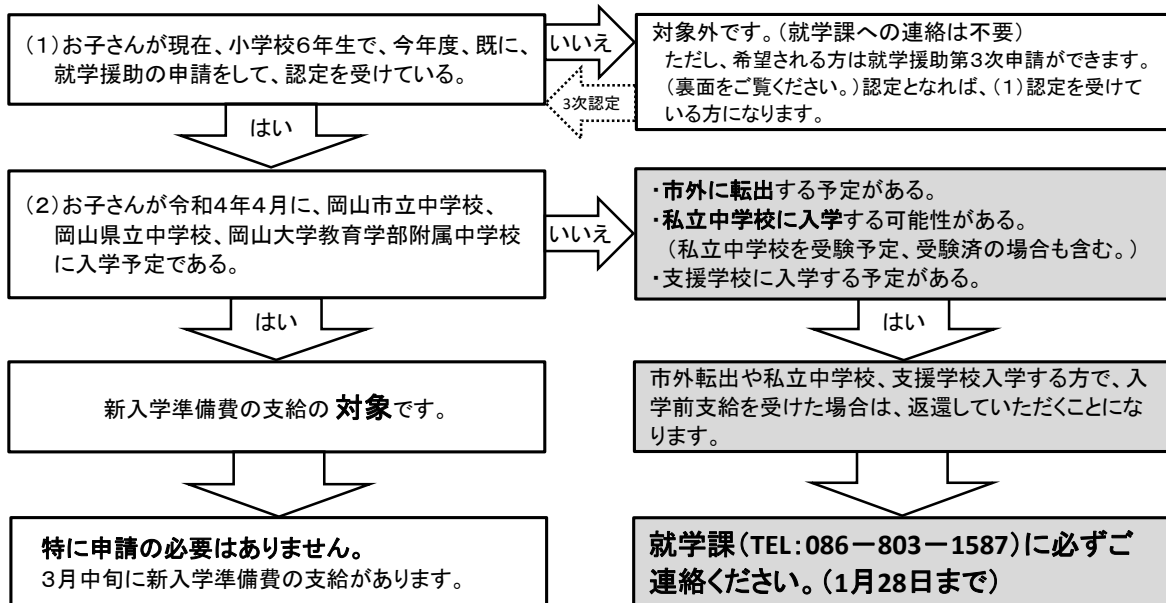 (1)お子さんが現在、小学校6年生で、今年度、既に、
就学援助の申請をして、認定を受けている。
いいえ
対象外です。(就学課への連絡は不要)
ただし、希望される方は就学援助第3次申請ができます。
(裏面をご覧ください。)認定となれば、(1)認定を受けて
いる方になります。
3次認定
はい
(2)お子さんが令和4年4月に、岡山市立中学校、
岡山県立中学校、岡山大学教育学部附属中学校
に入学予定である。
いいえ
・市外に転出する予定がある。
・私立中学校に入学する可能性がある。
(私立中学校を受験予定、受験済の場合も含む。)
・支援学校に入学する予定がある。
はい
はい
新入学準備費の支給の 対象です。
市外転出や私立中学校、支援学校入学する方で、入
学前支給を受けた場合は、返還していただくことにな
ります。
特に申請の必要はありません。
3月中旬に新入学準備費の支給があります。
就学課(TEL:086-803-1587)に必ずご
連絡ください。(1月28日まで)